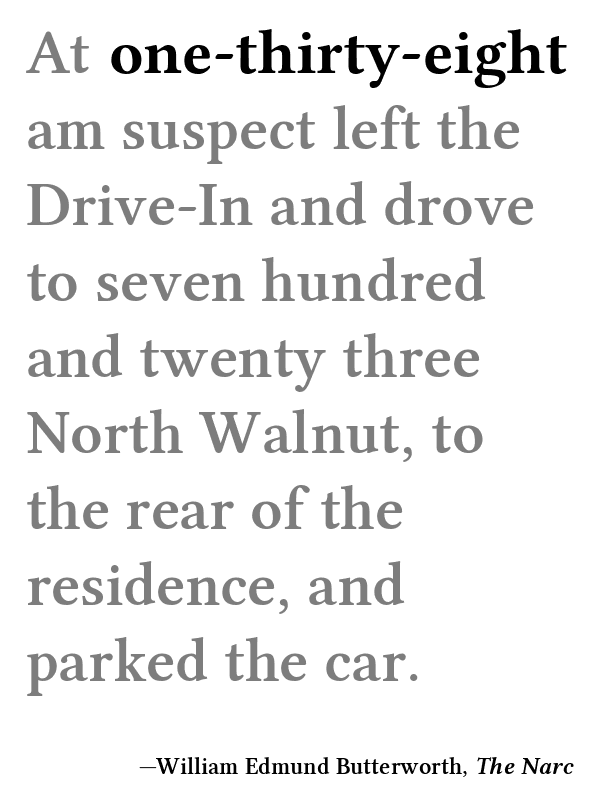 At one-thirty-eight
am suspect left the
Drive-In and drove
to seven hundred
and twenty three
North Walnut, to
the rear of the
residence, and
parked the car.
—William Edmund Butterworth, The Narc